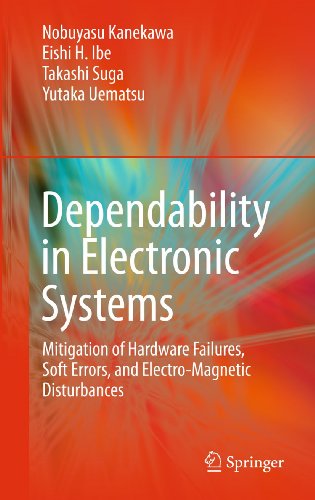 Nobuyasu Kanekawa
Eishi H. Ibe
Takashi Suga
Yutaka Uematsu
Dependability
in Electronic
Systems
Mitigation of Hardware Failures,
Soft Errors, and Electro-Magnetic
Disturbances
Springer